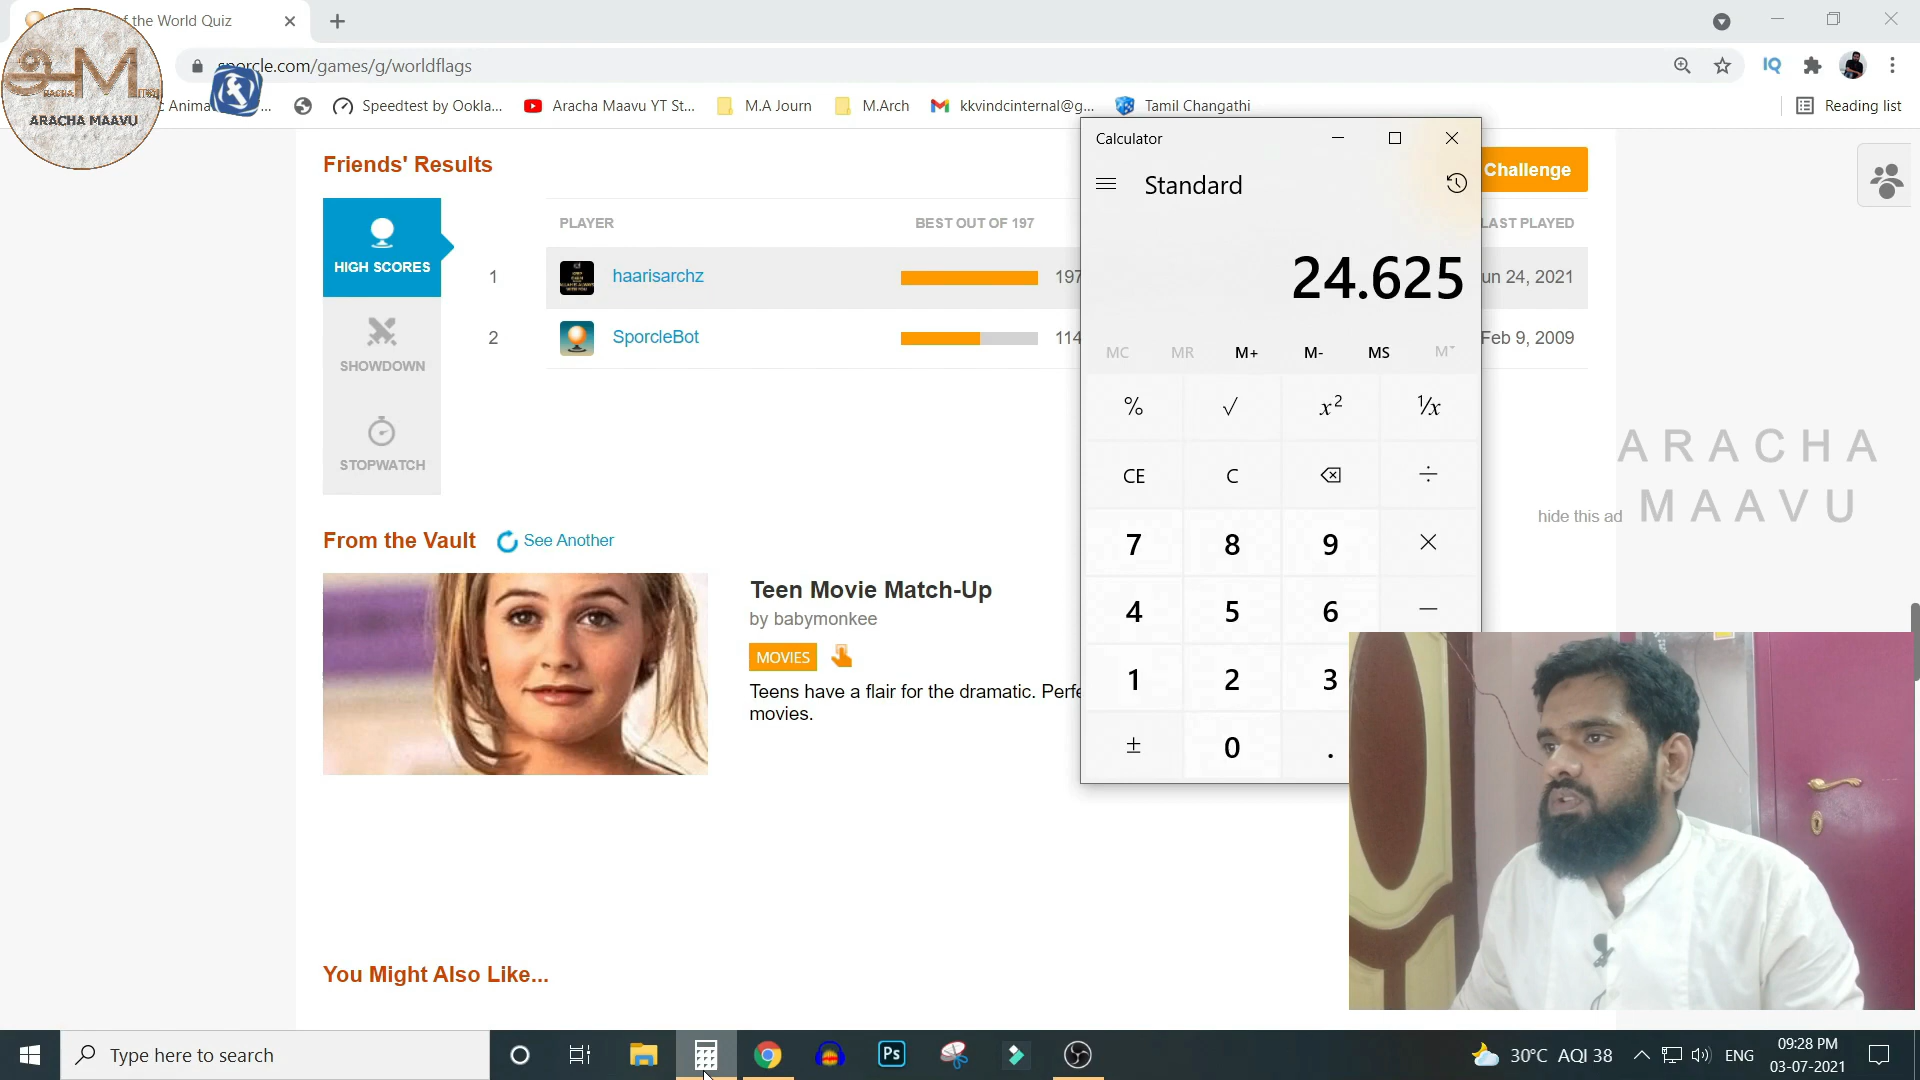 of the World Quiz
sporcle.com/games/g/worldflags
IQ
ARACHA
ARACHA MAAVU
c Anima
...
Speedtest by Ookla...
Aracha Maavu YT St...
M.A Journ
M.Arch
kkvindcinternal@g...
Tamil Changathi
Reading list
Friends' Results
Challenge
HIGH SCORES
SHOWDOWN
STOPWATCH
PLAYER
BEST OUT OF 197
LAST PLAYED
1
haarisarchz
197
un 24, 2021
2
SporcleBot
114
Feb 9, 2009
Calculator
Standard
24.625
MC MR M+ M- MS M
% √ x² ¹/x
CE C ÷
7 8 9 ×
4 5 6 −
1 2 3
± 0 .
ARACHA
MAAVU
hide this ad
From the Vault
See Another
Teen Movie Match-Up
by babymonkee
MOVIES
Teens have a flair for the dramatic. Perfe
movies.
You Might Also Like...
Type here to search
Ps
30°C AQI 38
ENG
09:28 PM
03-07-2021